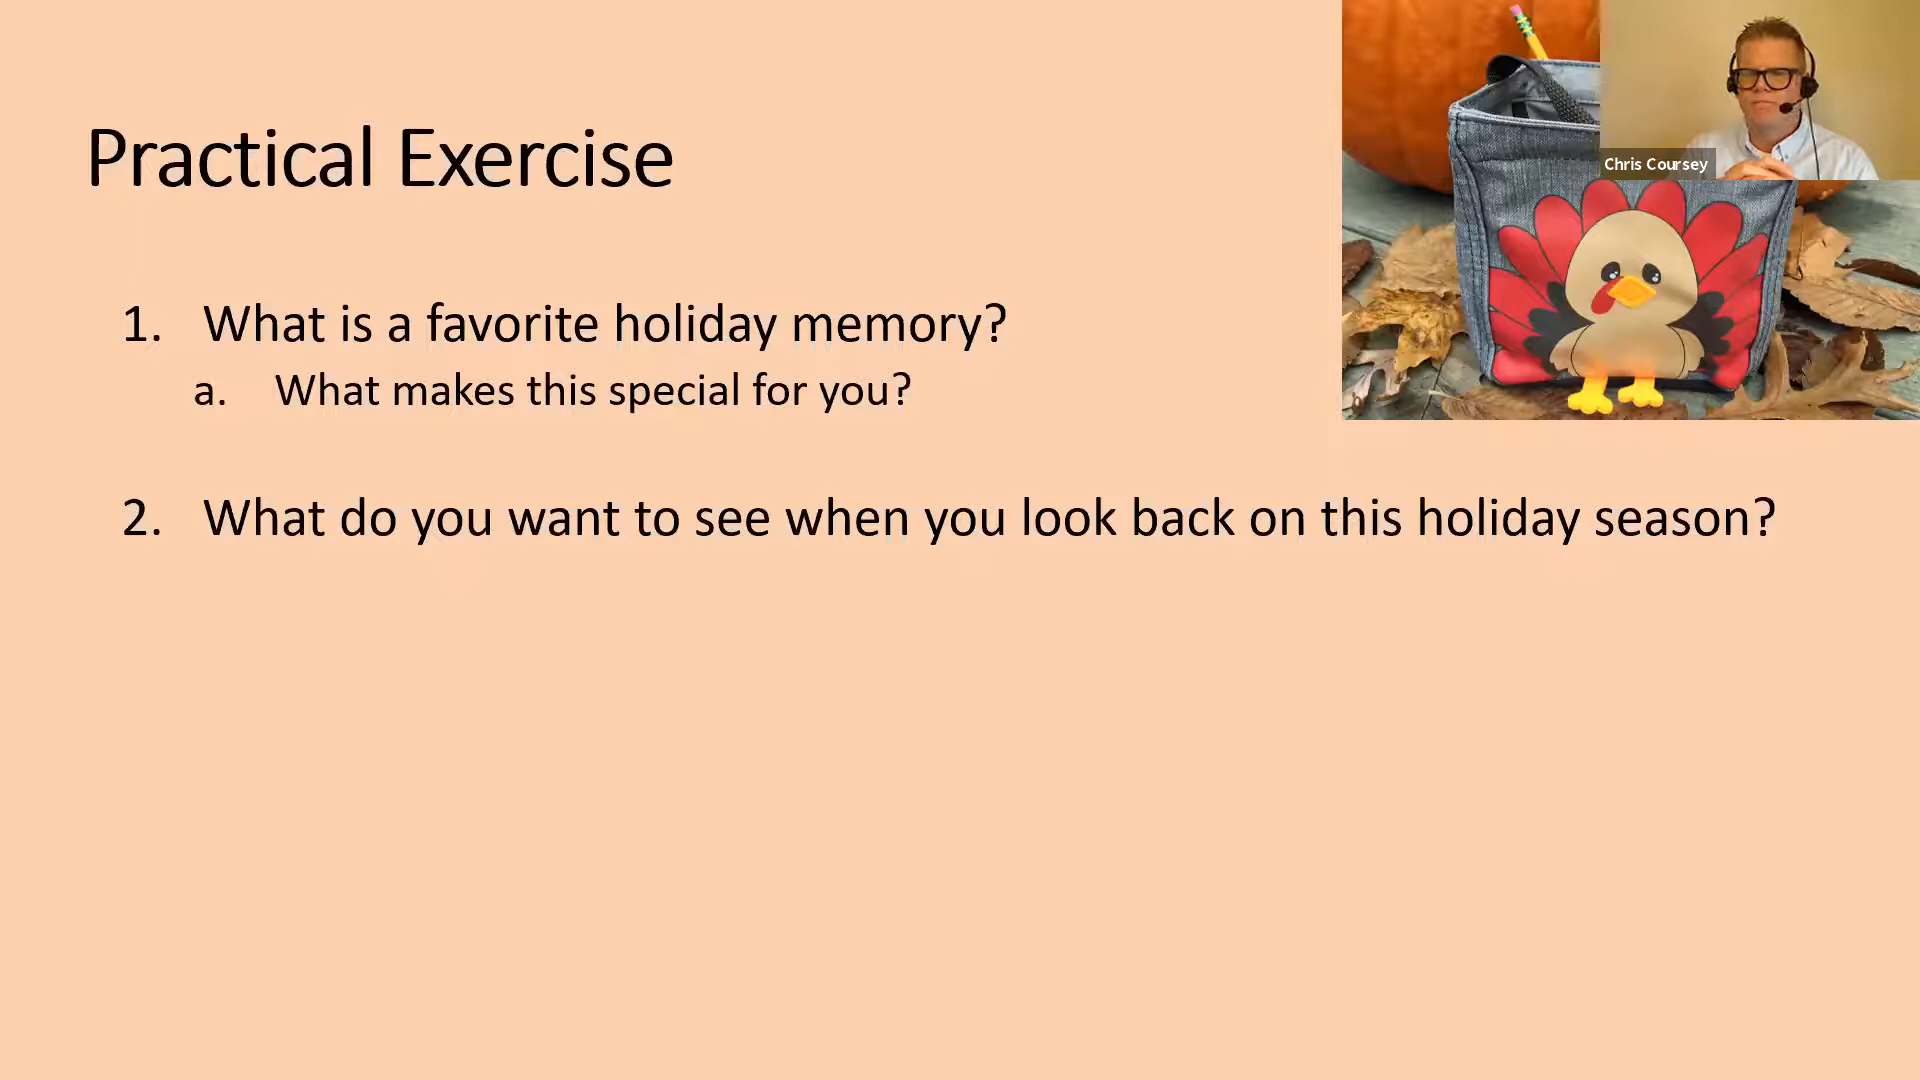 Practical Exercise
Chris Coursey
1. What is a favorite holiday memory?
a. What makes this special for you?
2. What do you want to see when you look back on this holiday season?